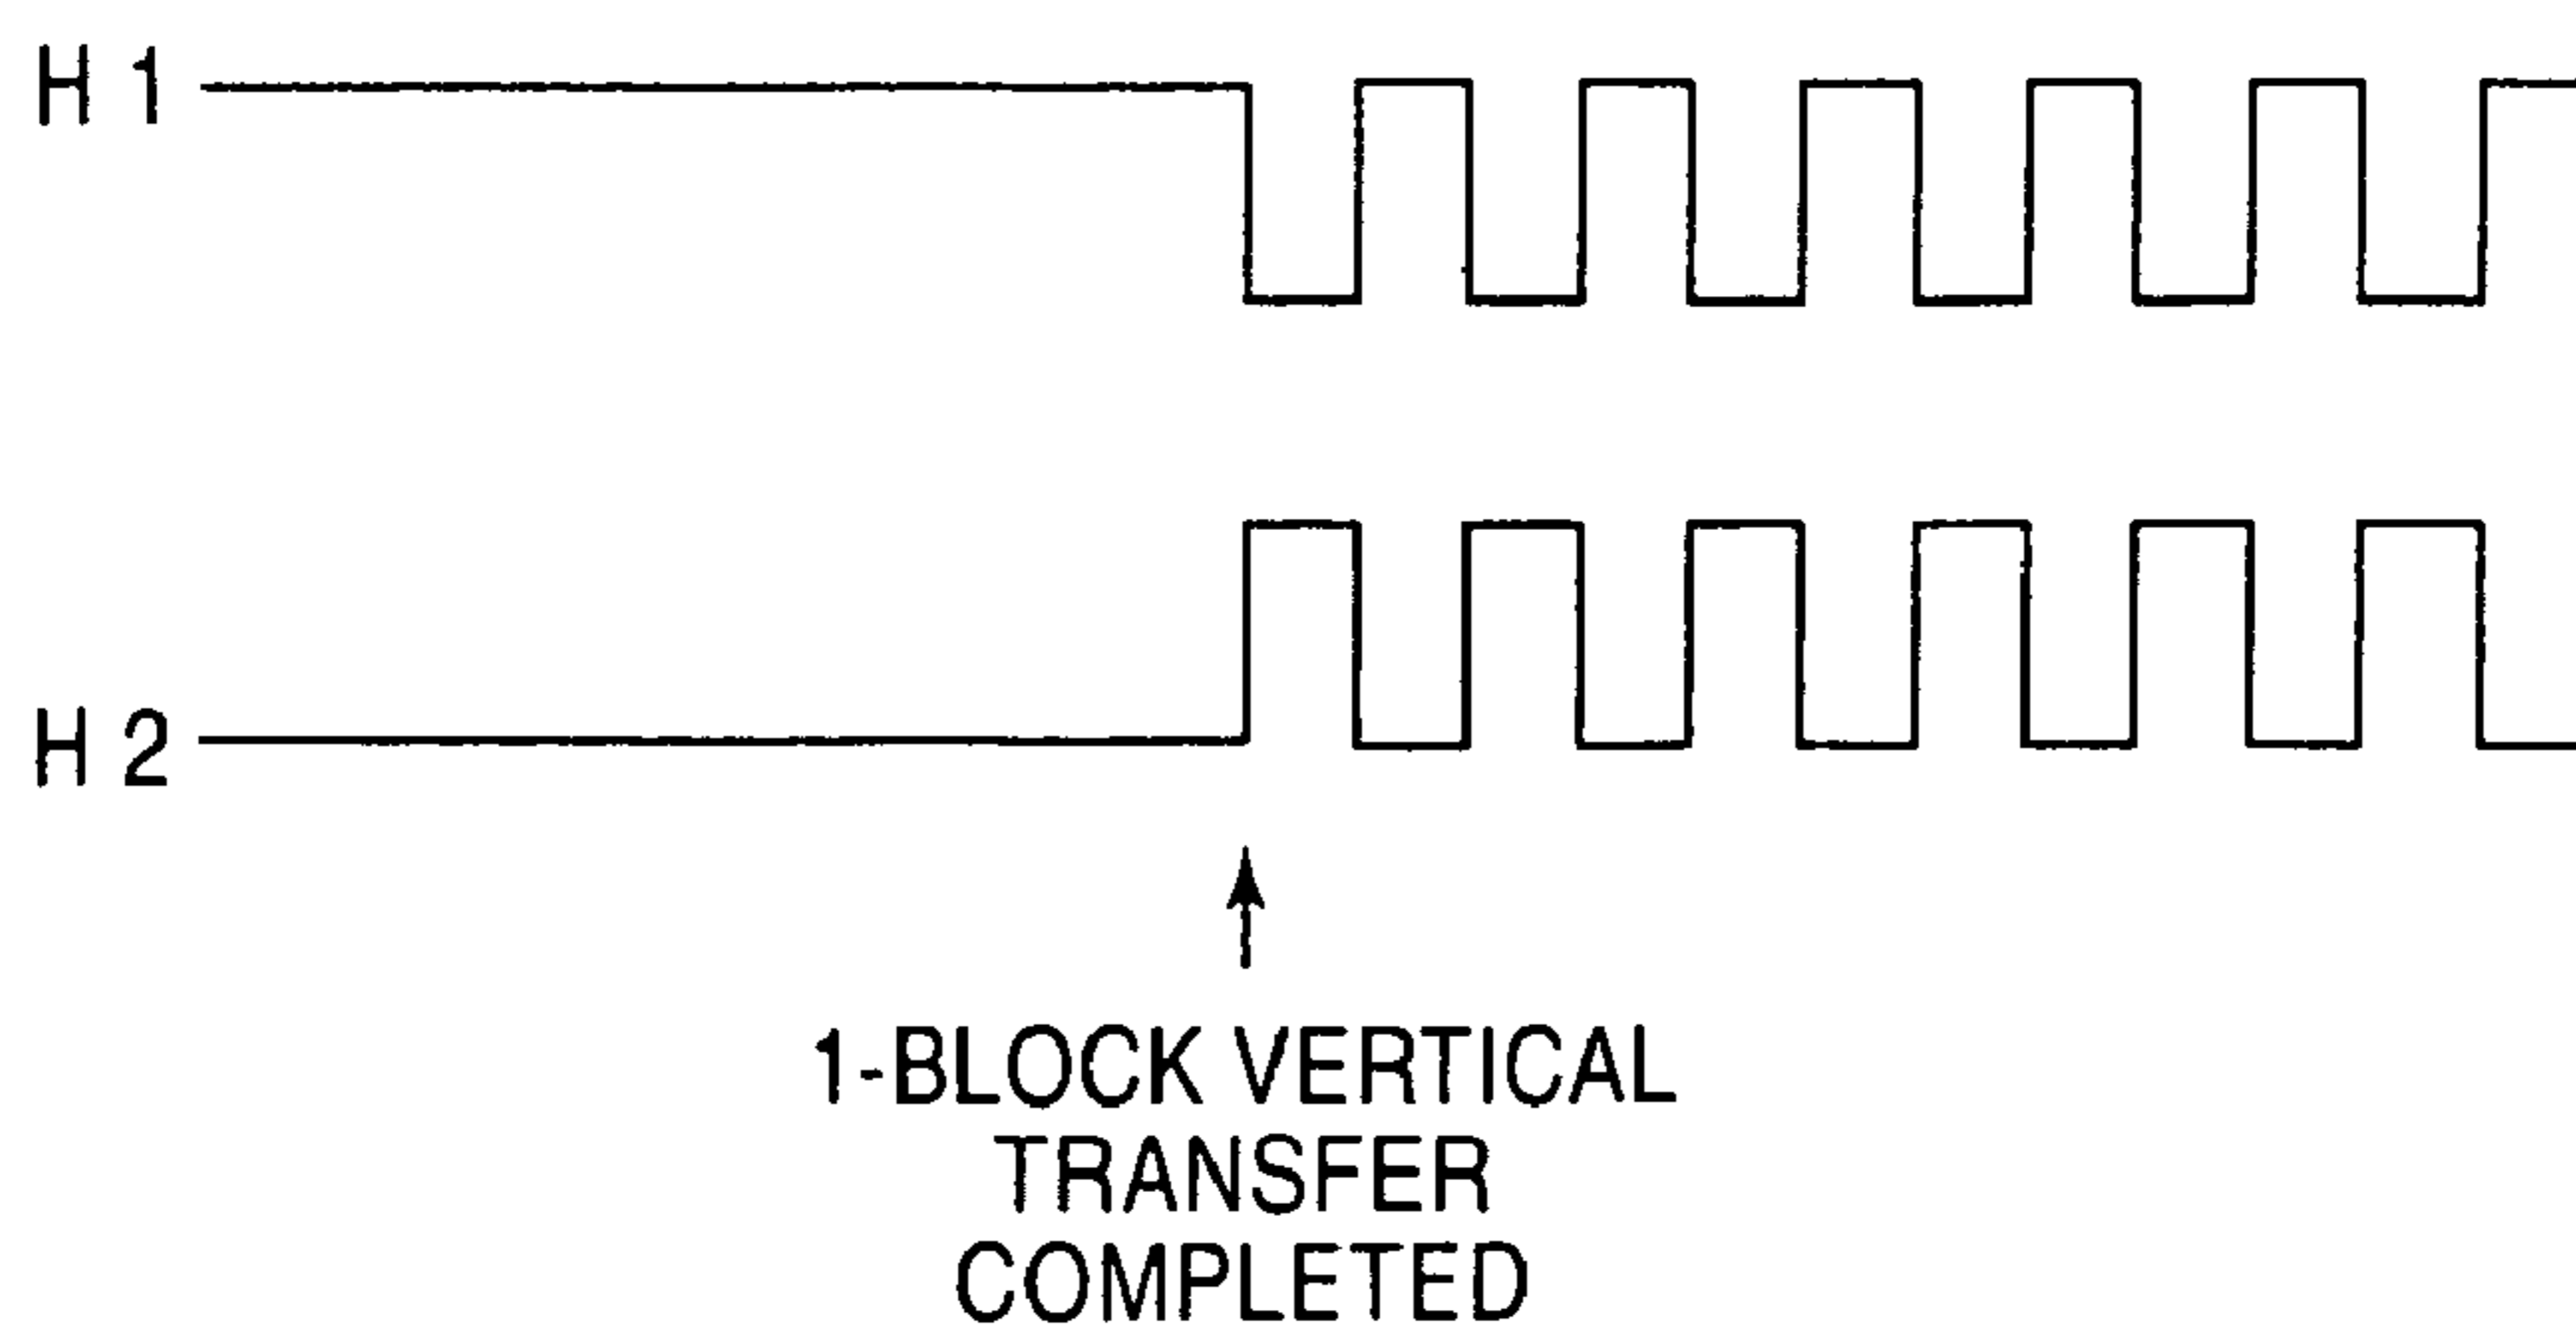 H 1
H 2
1-BLOCK VERTICAL
TRANSFER
COMPLETED